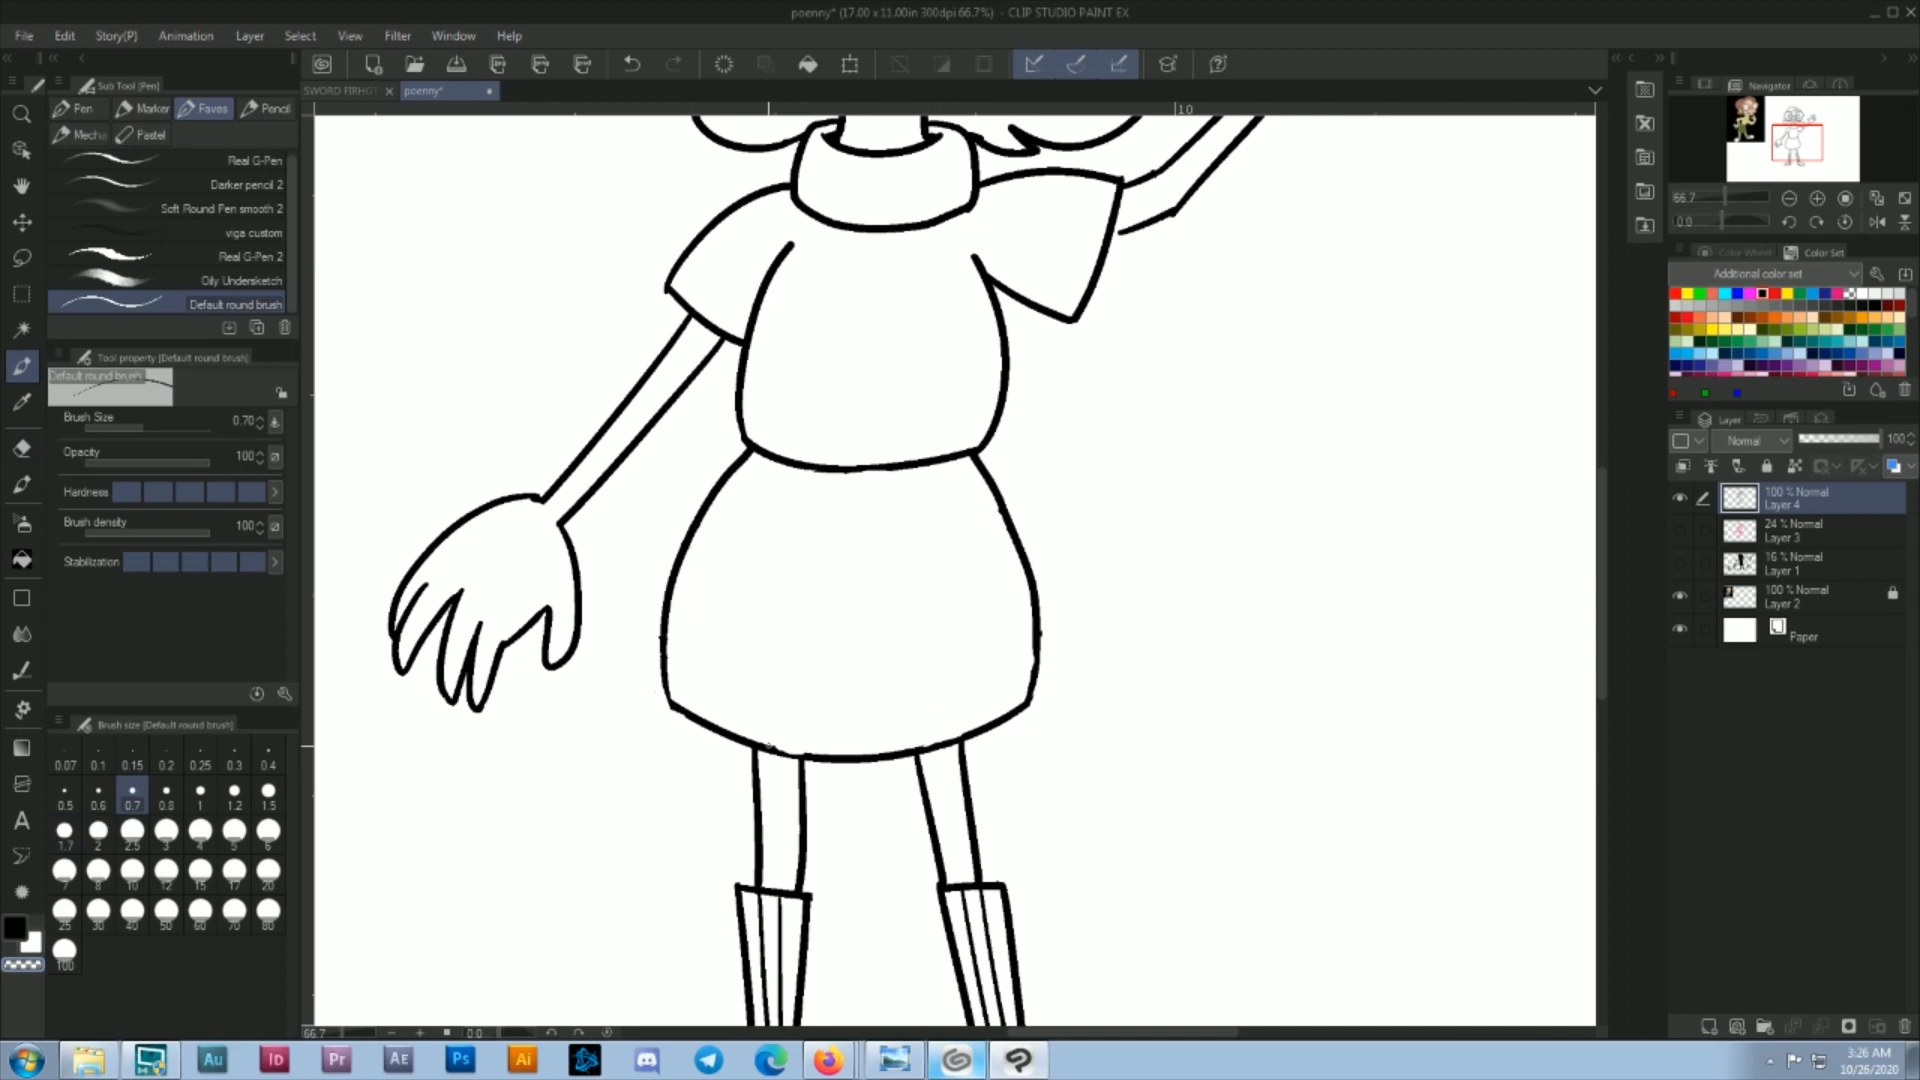 poenny* (17.00 x 11.00in 300dpi 66.7%) - CLIP STUDIO PAINT EX
File Edit Story(P) Animation Layer Select View Filter Window Help
Sub Tool [Pen]
SWORD FIRHG1 poenny*
Pen Marker Faves Pencil
Mecha Pastel
10
Real G-Pen
Darker pencil 2
Soft Round Pen smooth 2
viga custom
Real G-Pen 2
Oily Undersketch
Default round brush
Tool property [Default round brush]
Default round brush
Brush Size 0.70
Opacity 100
Hardness
Brush density 100
Stabilization
Brush size [Default round brush]
0.07 0.1 0.15 0.2 0.25 0.3 0.4
0.5 0.6 0.7 0.8 1 1.2 1.5
1.7 2 2.5 3 4 5 6
7 8 10 12 15 17 20
25 30 40 50 60 70 80
100
66.7 0.0
Navigator
66.7
0.0
Color Wheel Color Set
Additional color set
Layer
Normal 100
100 % Normal
Layer 4
24 % Normal
Layer 3
16 % Normal
Layer 1
100 % Normal
Layer 2
Paper
Au Id Pr AE Ps Ai
3:26 AM
10/26/2020